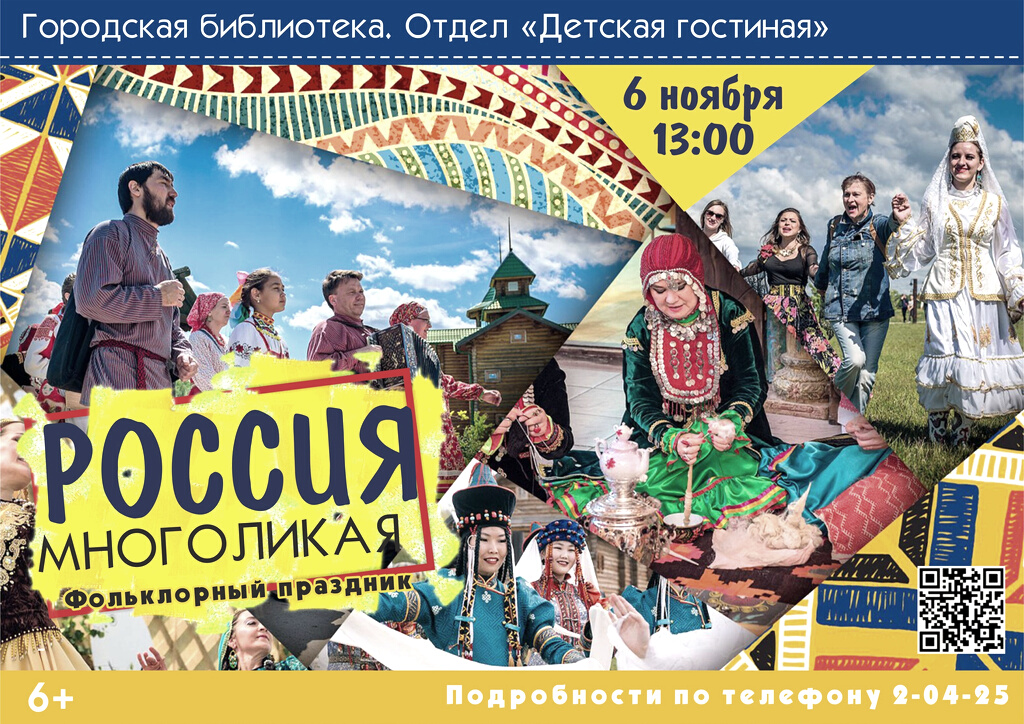 Городская библиотека. Отдел «Детская гостиная»
6 ноября
13:00
РОССИЯ
МНОГОЛИКАЯ
Фольклорный праздник
6+
Подробности по телефону 2-04-25